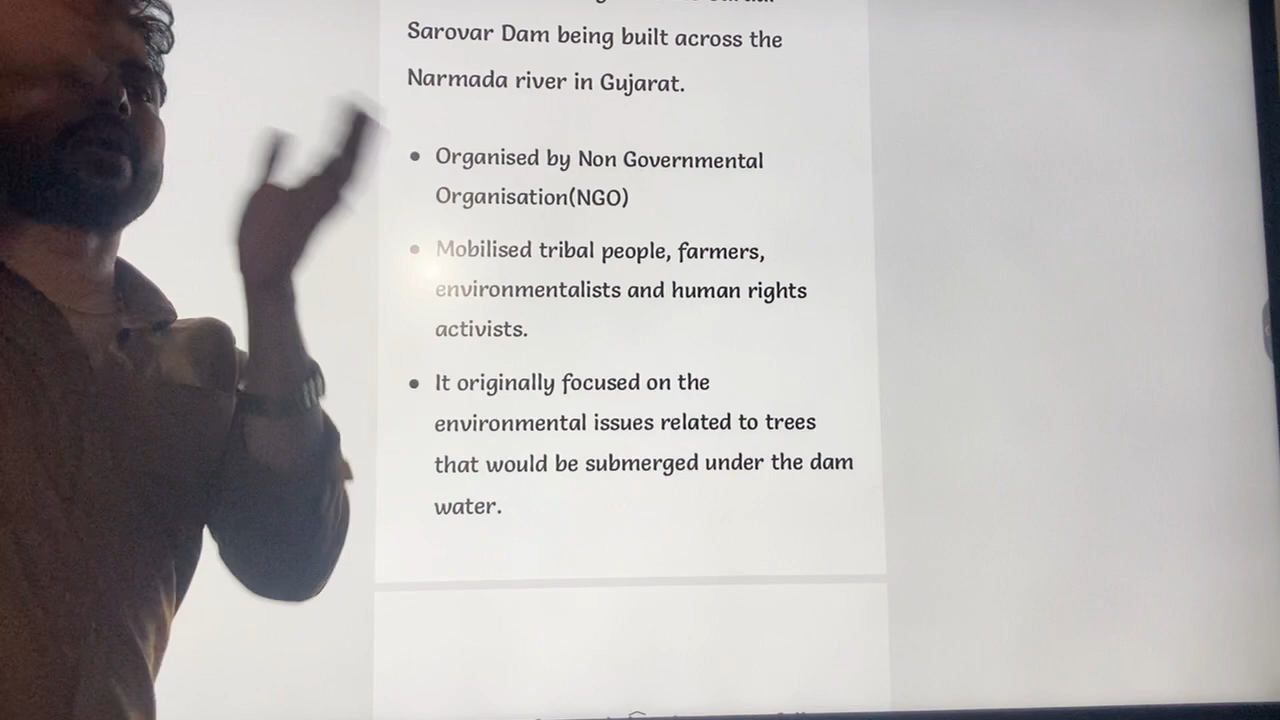 Sarovar Dam being built across the
Narmada river in Gujarat.
• Organised by Non Governmental
Organisation(NGO)
• Mobilised tribal people, farmers,
environmentalists and human rights
activists.
• It originally focused on the
environmental issues related to trees
that would be submerged under the dam
water.